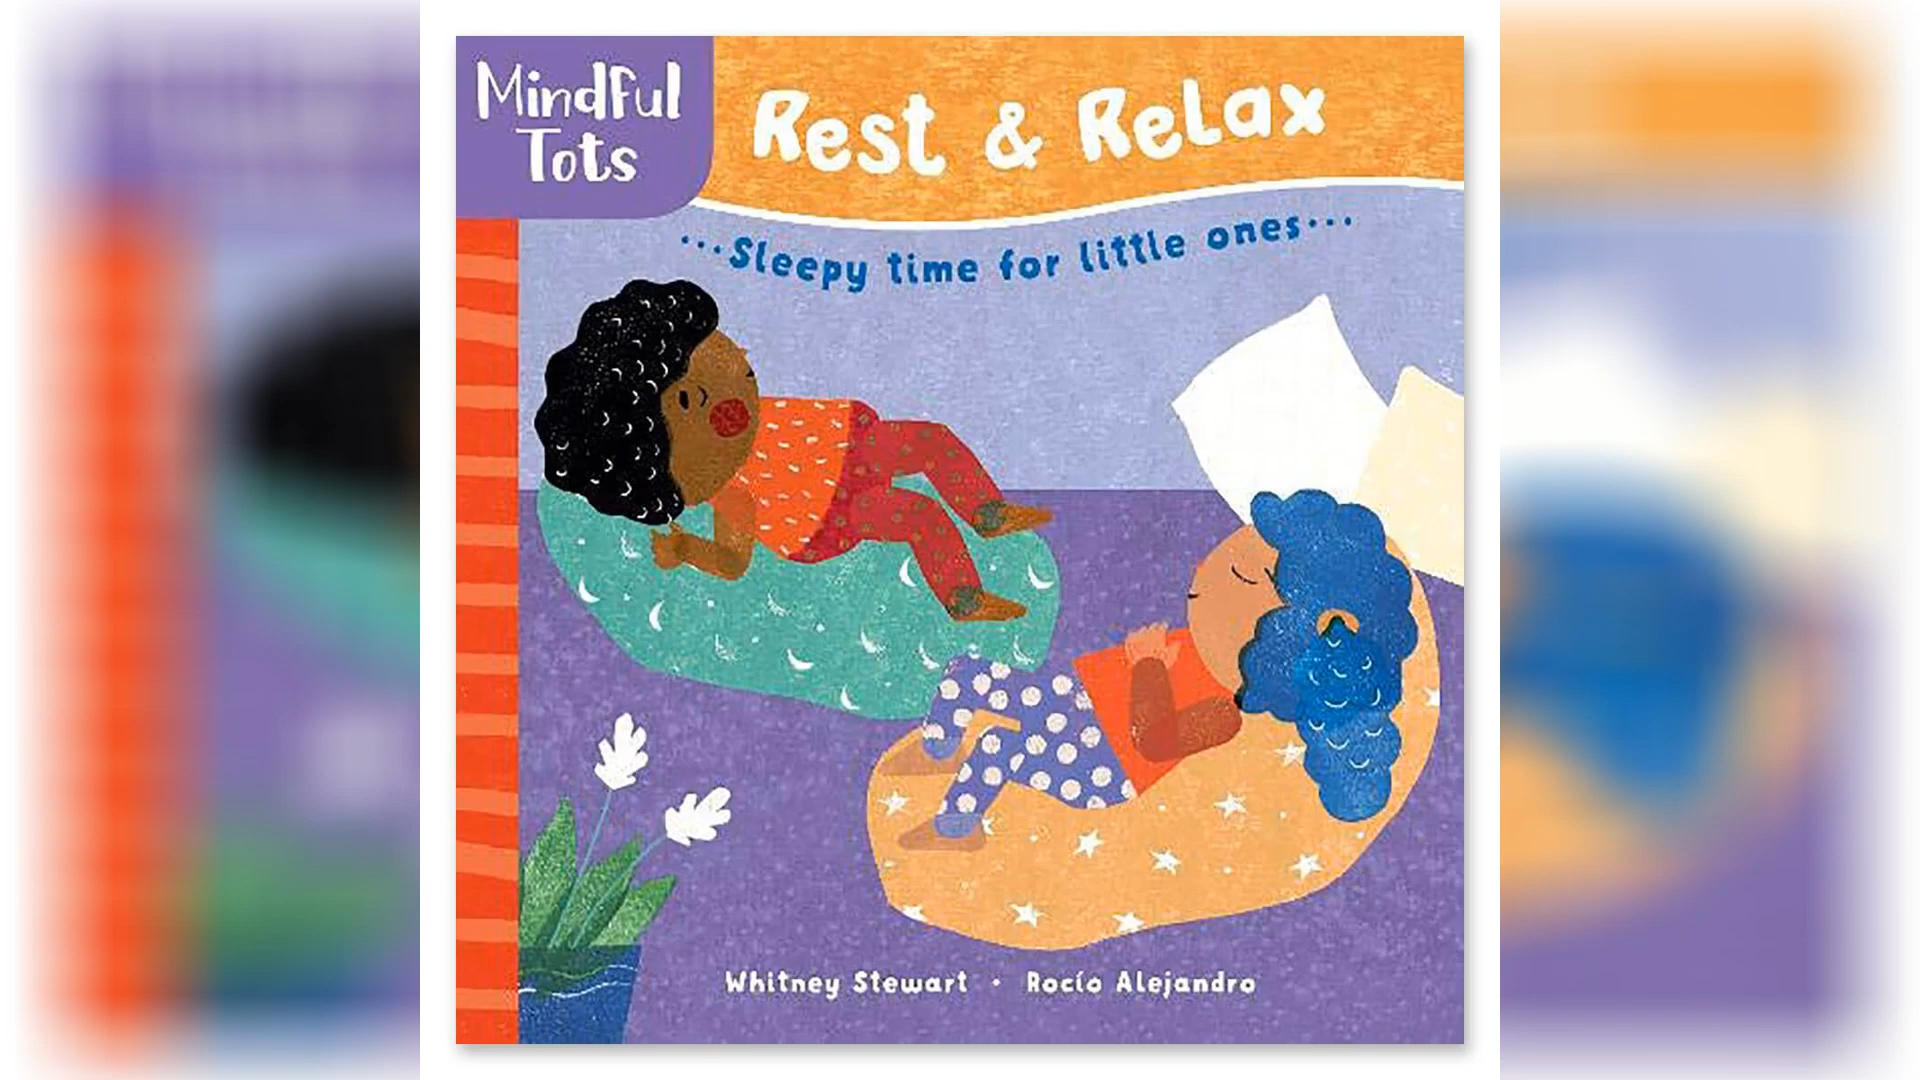 Mindful
Tots
Rest & Relax
...Sleepy time for little ones...
Whitney Stewart · Rocío Alejandro